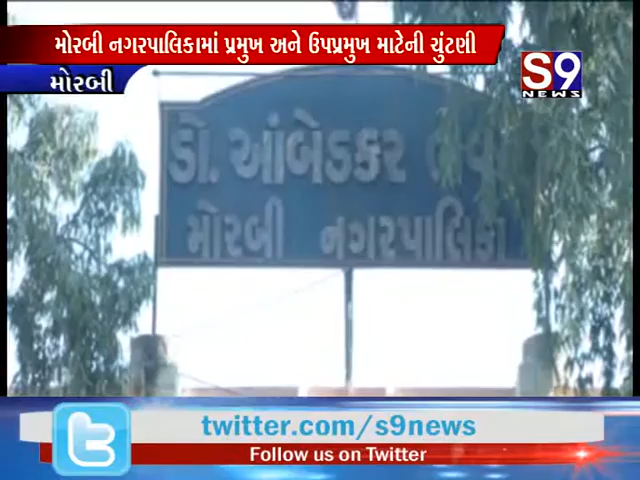 મોરબી નગરપાલિકામાં પ્રમુખ અને ઉપપ્રમુખ માટેની ચુંટણી
મોરબી
S9
NEWS
ડો. આંબેડકર
મોરબી નગરપાલિકા
twitter.com/s9news
Follow us on Twitter